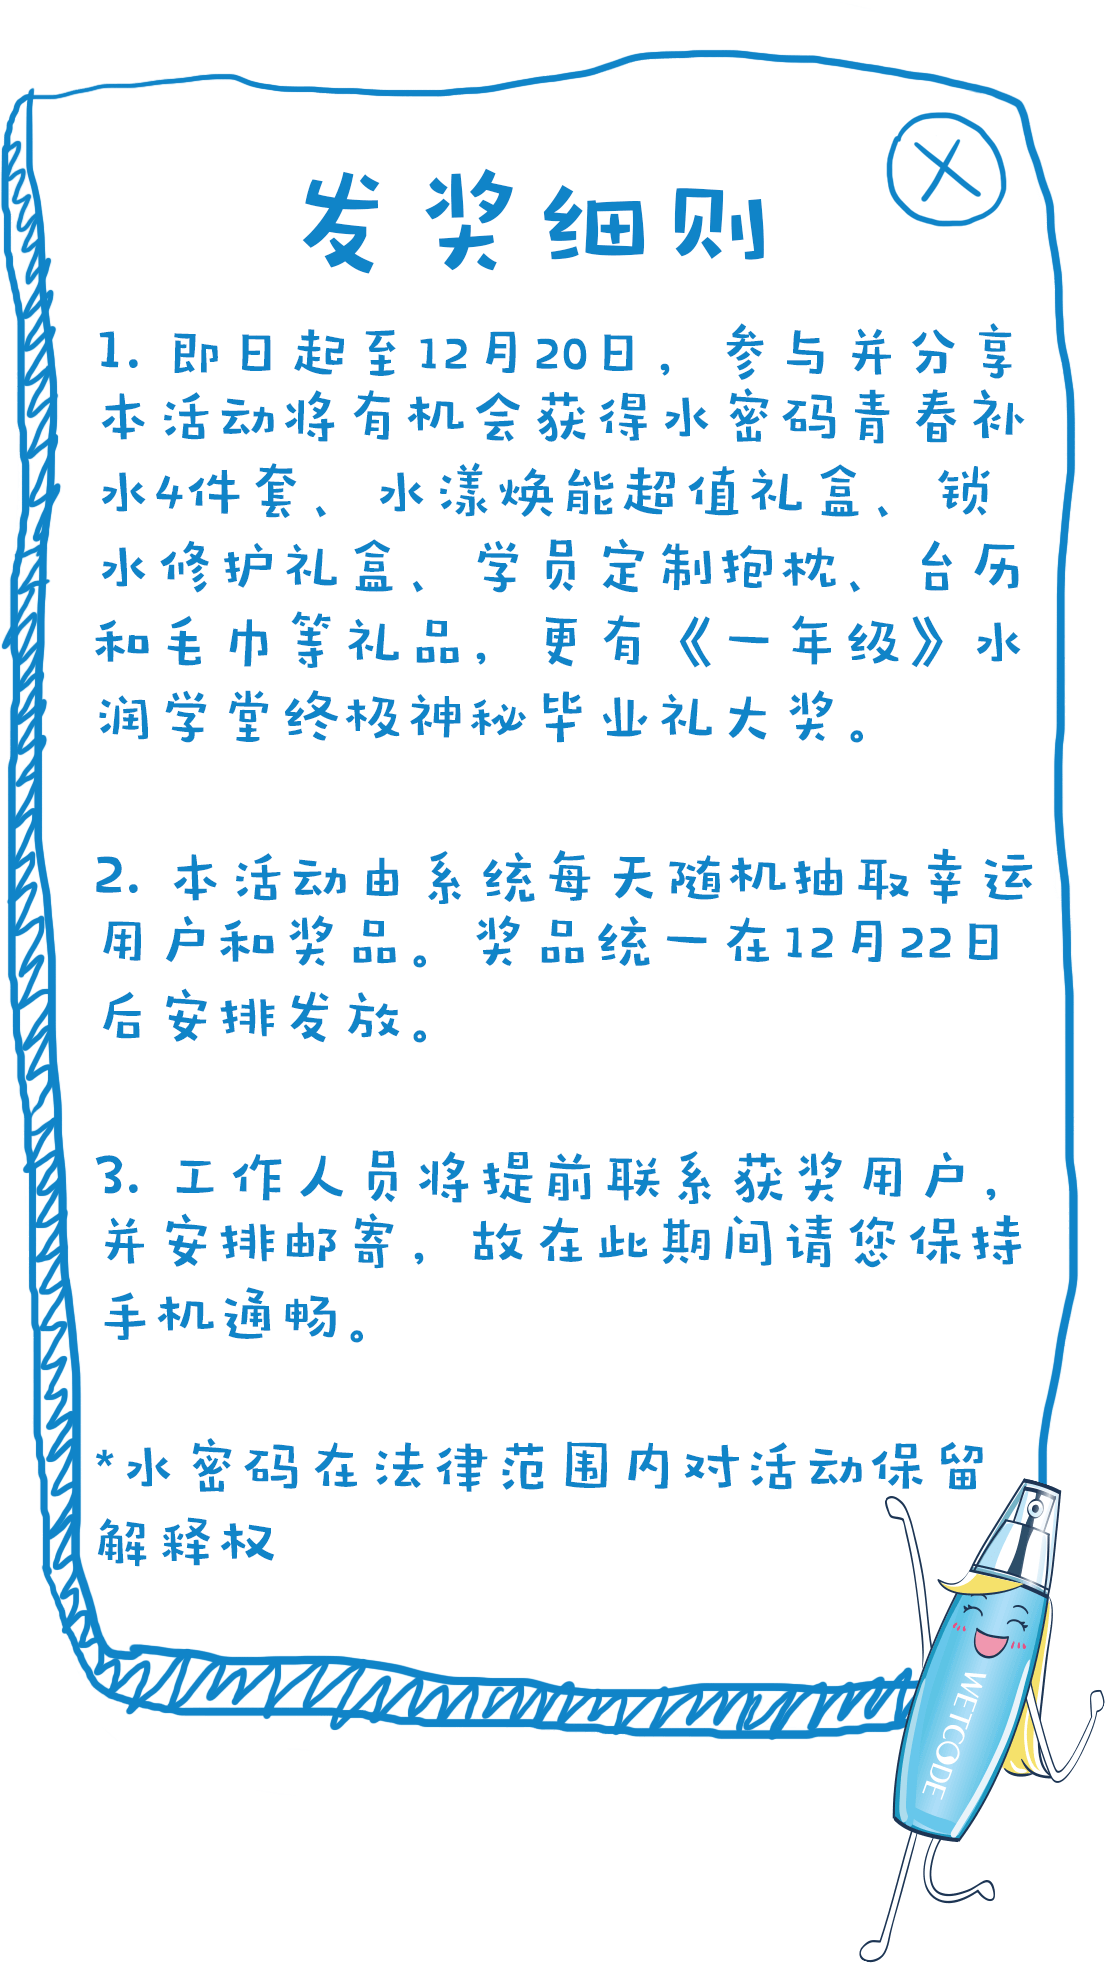 发奖细则
1. 即日起至12月20日，参与并分享
本活动将有机会获得水密码青春补
水4件套、水漾焕能超值礼盒、锁
水修护礼盒、学员定制抱枕、台历
和毛巾等礼品，更有《一年级》水
润学堂终极神秘毕业礼大奖。
2. 本活动由系统每天随机抽取幸运
用户和奖品。奖品统一在12月22日
后安排发放。
3. 工作人员将提前联系获奖用户，
并安排邮寄，故在此期间请您保持
手机通畅。
*水密码在法律范围内对活动保留
解释权
WETCODE